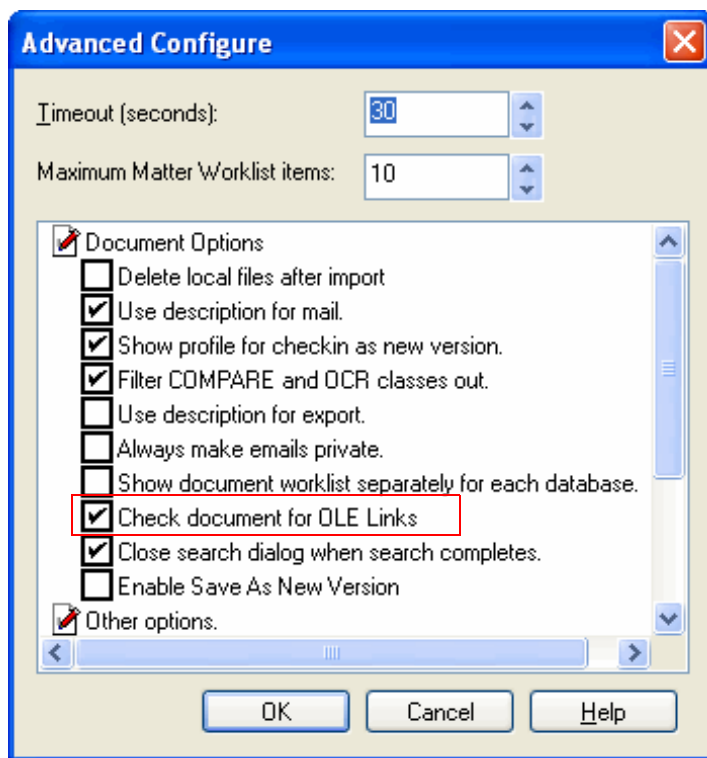 Advanced Configure
Timeout (seconds):
30
Maximum Matter Worklist items:
10
Document Options
Delete local files after import
Use description for mail.
Show profile for checkin as new version.
Filter COMPARE and OCR classes out.
Use description for export.
Always make emails private.
Show document worklist separately for each database.
Check document for OLE Links
Close search dialog when search completes.
Enable Save As New Version
Other options.
OK
Cancel
Help